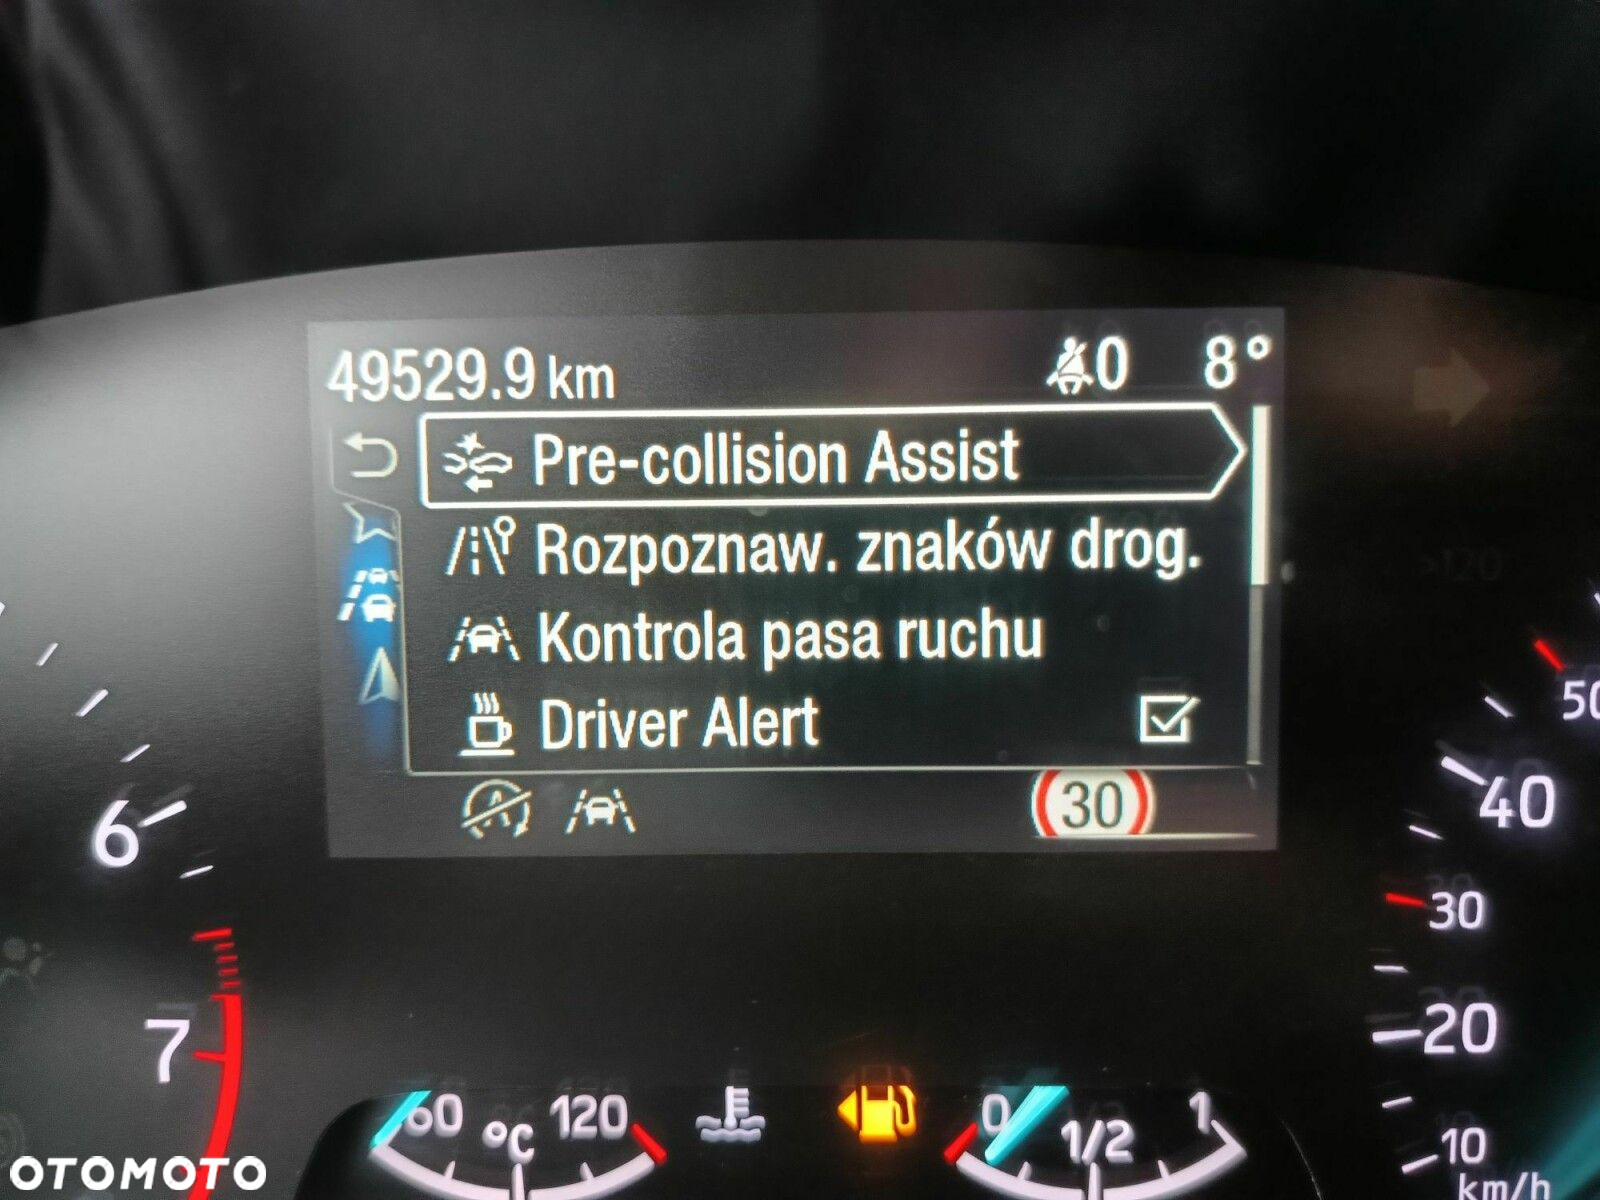 49529.9 km
0
8°
Pre-collision Assist
Rozpoznaw. znaków drog.
Kontrola pasa ruchu
Driver Alert
A
30
50
40
30
20
10
km/h
6
7
60
°C
120
0
1/2
1
OTOMOTO